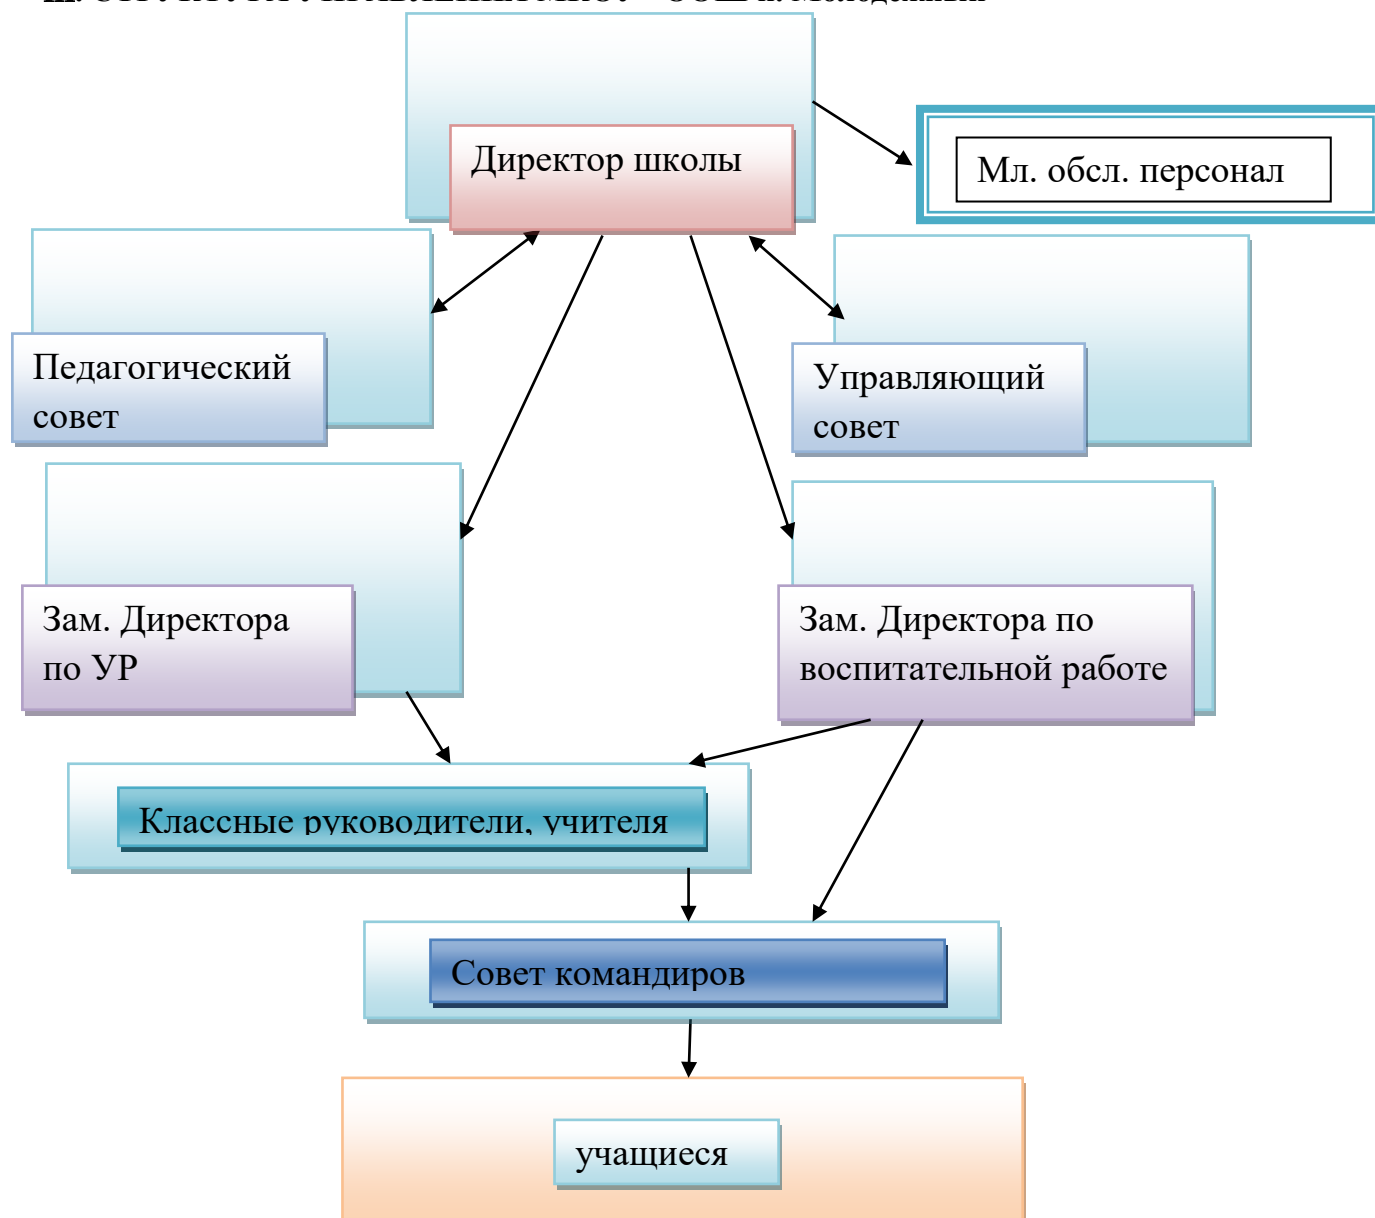 Директор школы
Мл. обсл. персонал
Педагогический
совет
Управляющий
совет
Зам. Директора
по УР
Зам. Директора по
воспитательной работе
Классные руководители, учителя
Совет командиров
учащиеся